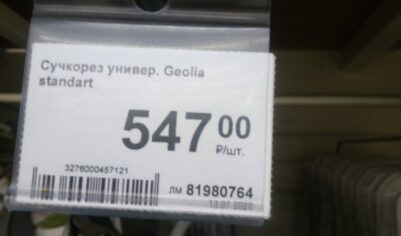 Сучкорез универ. Geolia
standart
547 00
₽/шт.
3276000457121
лм 81980764